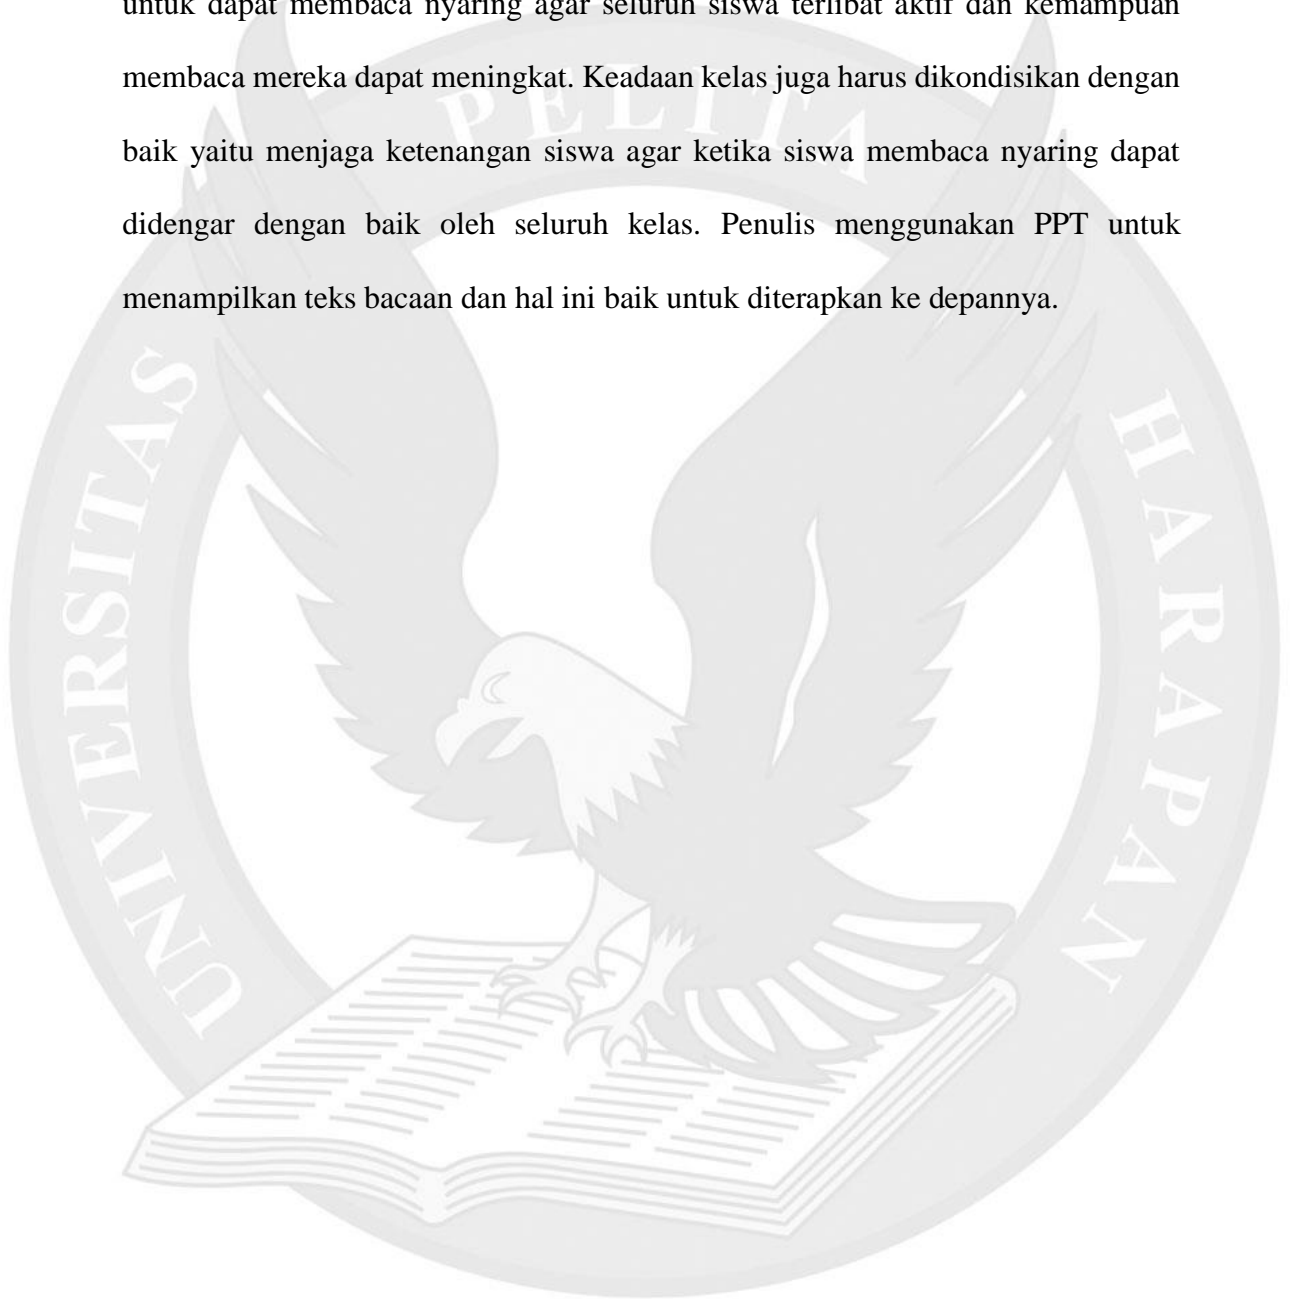 untuk dapat membaca nyaring agar seluruh siswa terlibat aktif dan kemampuan
membaca mereka dapat meningkat. Keadaan kelas juga harus dikondisikan dengan
baik yaitu menjaga ketenangan siswa agar ketika siswa membaca nyaring dapat
didengar dengan baik oleh seluruh kelas. Penulis menggunakan PPT untuk
menampilkan teks bacaan dan hal ini baik untuk diterapkan ke depannya.
UNIVERSITAS PELITA HARAPAN